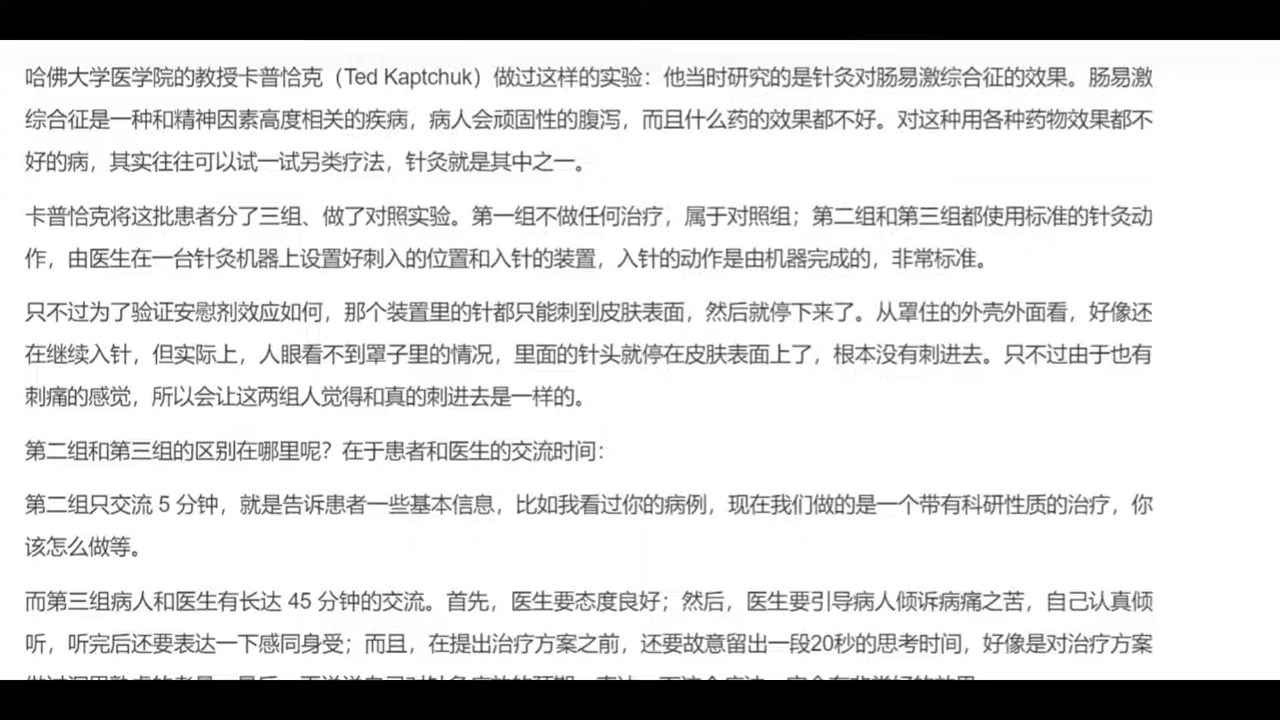 哈佛大学医学院的教授卡普恰克（Ted Kaptchuk）做过这样的实验：他当时研究的是针灸对肠易激综合征的效果。肠易激
综合征是一种和精神因素高度相关的疾病，病人会顽固性的腹泻，而且什么药的效果都不好。对这种用各种药物效果都不
好的病，其实往往可以试一试另类疗法，针灸就是其中之一。
卡普恰克将这批患者分了三组、做了对照实验。第一组不做任何治疗，属于对照组；第二组和第三组都使用标准的针灸动
作，由医生在一台针灸机器上设置好刺入的位置和入针的装置，入针的动作是由机器完成的，非常标准。
只不过为了验证安慰剂效应如何，那个装置里的针都只能刺到皮肤表面，然后就停下来了。从罩住的外壳外面看，好像还
在继续入针，但实际上，人眼看不到罩子里的情况，里面的针头就停在皮肤表面上了，根本没有刺进去。只不过由于也有
刺痛的感觉，所以会让这两组人觉得和真的刺进去是一样的。
第二组和第三组的区别在哪里呢？在于患者和医生的交流时间：
第二组只交流 5 分钟，就是告诉患者一些基本信息，比如我看过你的病例，现在我们做的是一个带有科研性质的治疗，你
该怎么做等。
而第三组病人和医生有长达 45 分钟的交流。首先，医生要态度良好；然后，医生要引导病人倾诉病痛之苦，自己认真倾
听，听完后还要表达一下感同身受；而且，在提出治疗方案之前，还要故意留出一段20秒的思考时间，好像是对治疗方案